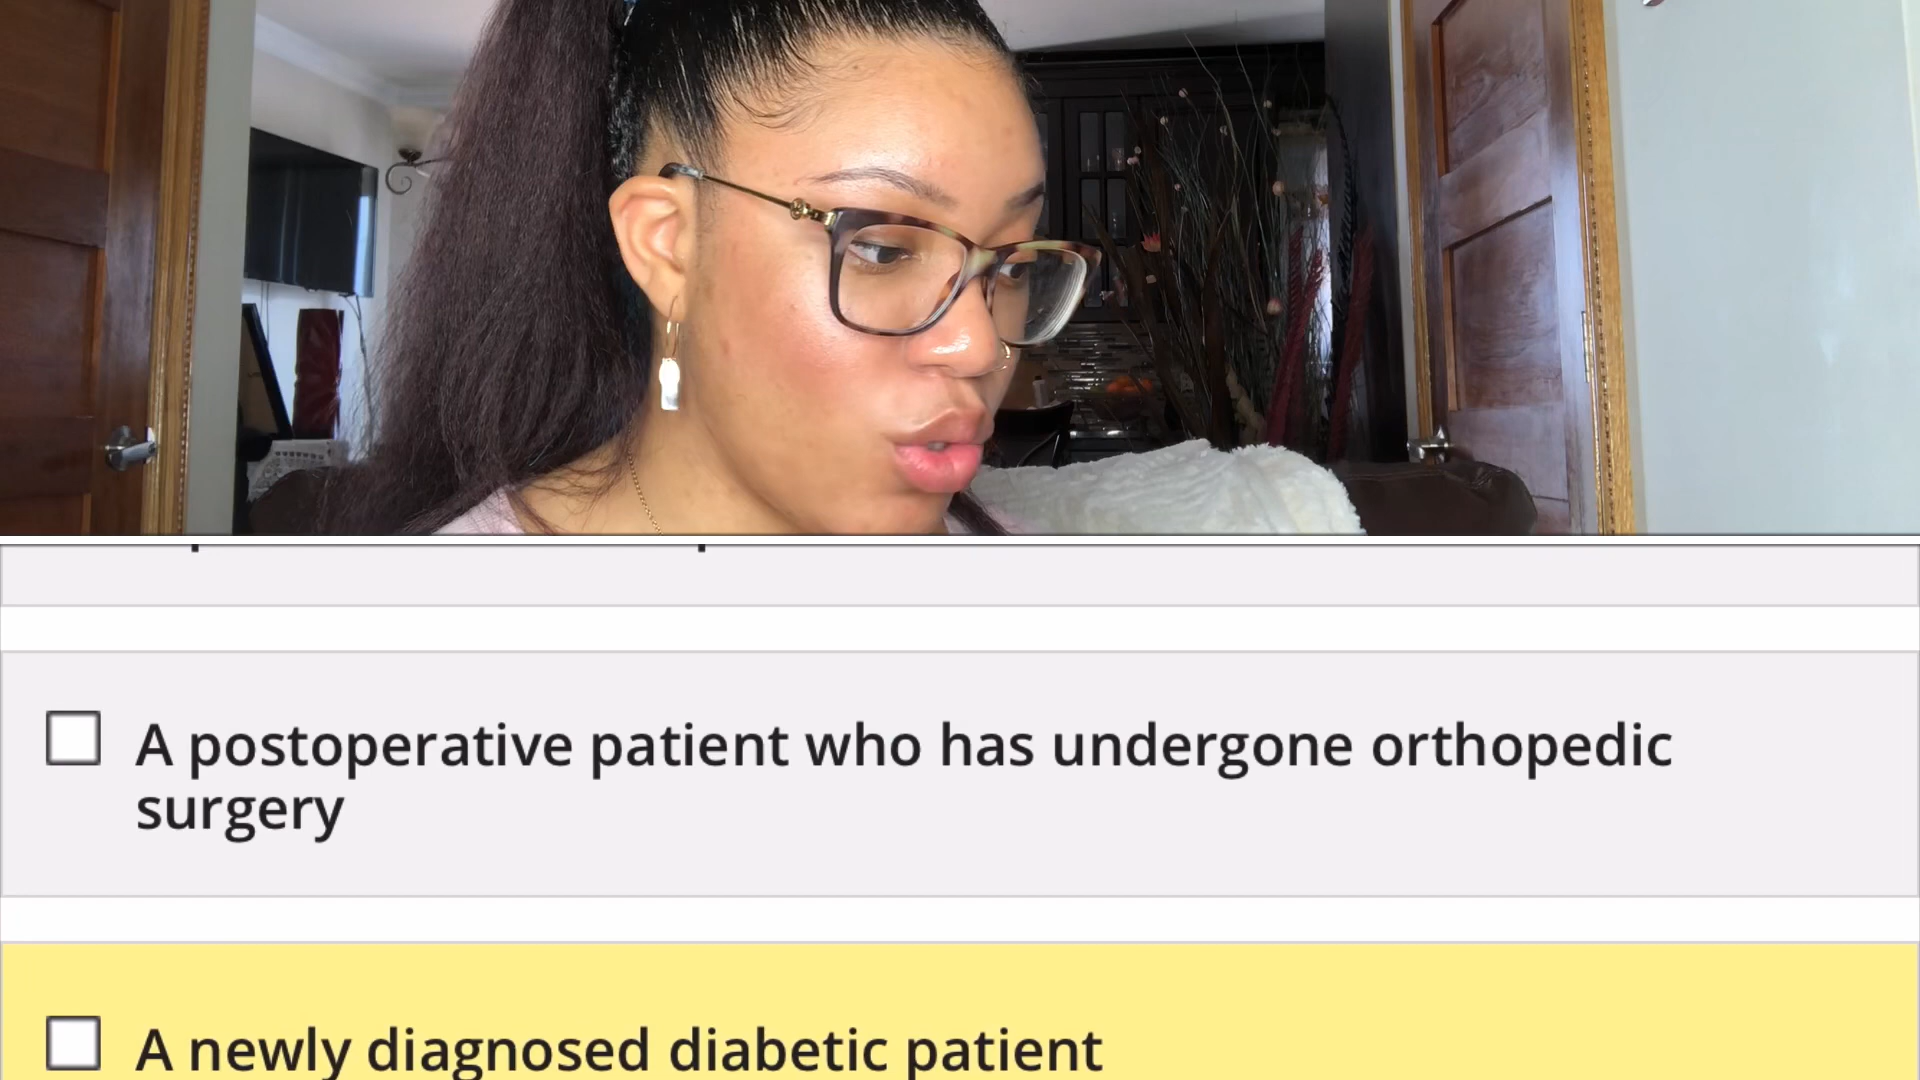 A postoperative patient who has undergone orthopedic
surgery
A newly diagnosed diabetic patient